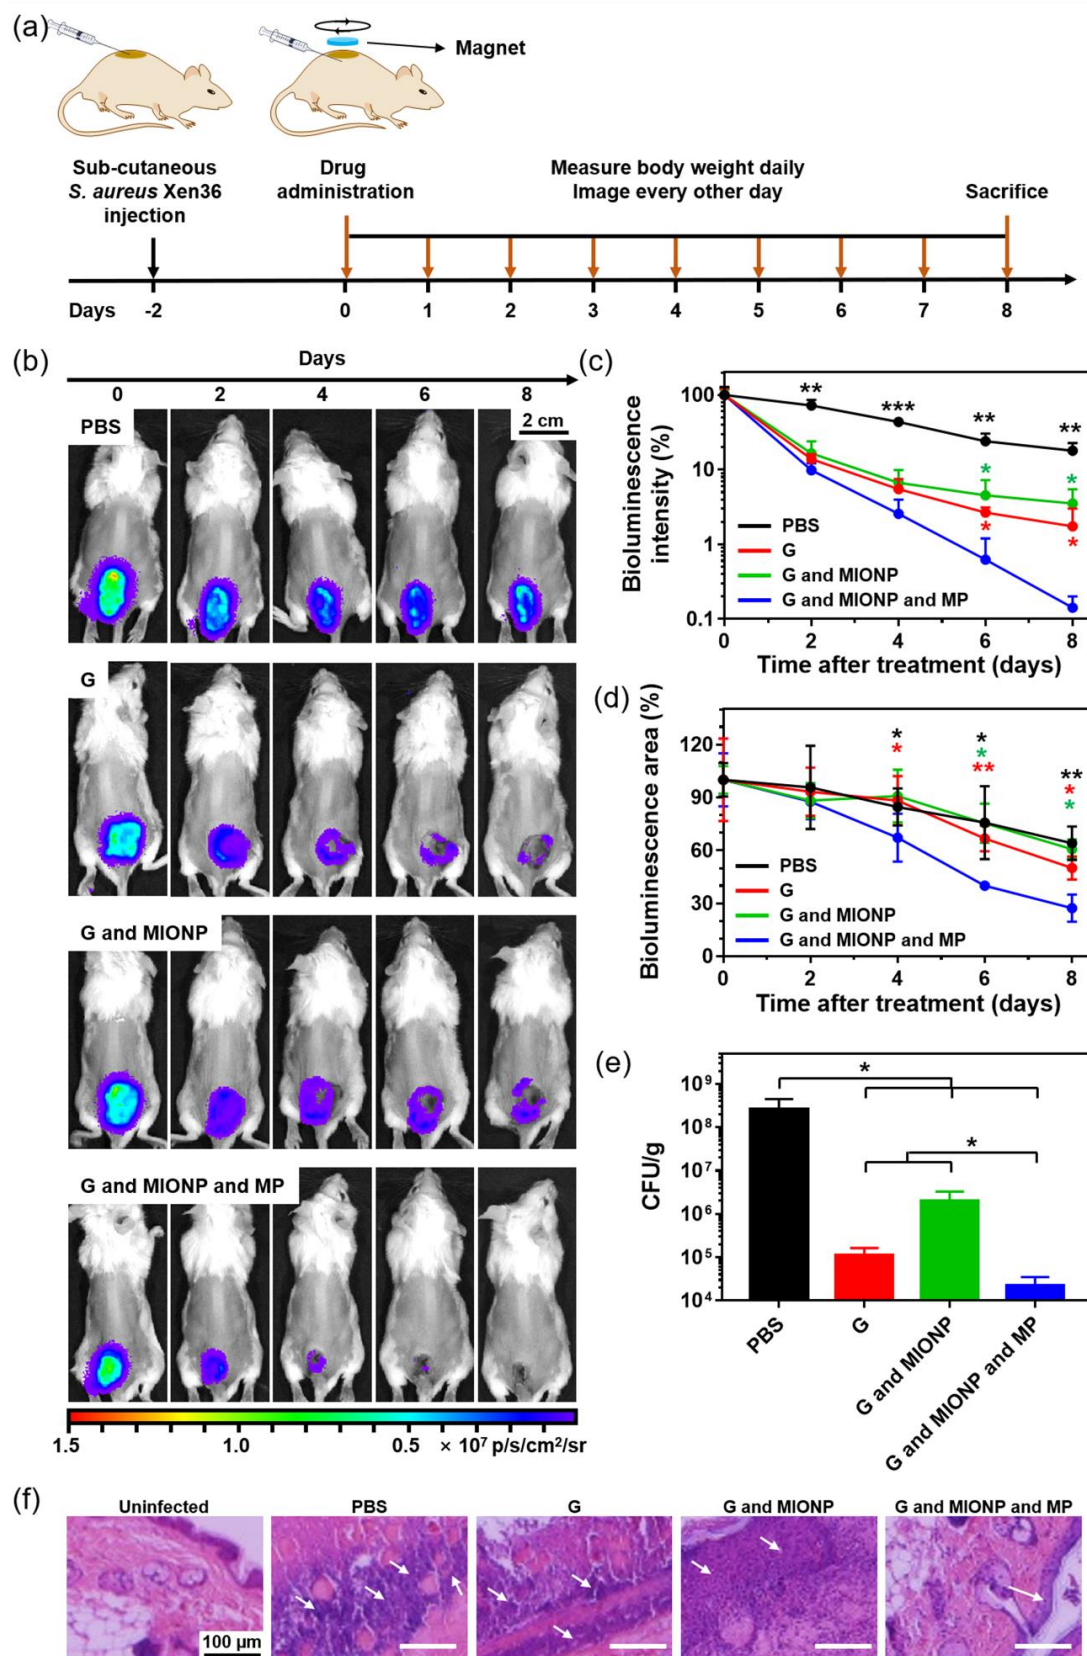 (a)
Magnet
Sub-cutaneous
S. aureus Xen36
injection
Drug
administration
Measure body weight daily
Image every other day
Sacrifice
Days -2 0 1 2 3 4 5 6 7 8
(b)
Days
0 2 4 6 8
PBS
2 cm
G
G and MIONP
G and MIONP and MP
1.5 1.0 0.5 × 10⁷ p/s/cm²/sr
(c)
Bioluminescence
intensity (%)
100
10
1
0.1
** *** ** **
* *
* *
PBS
G
G and MIONP
G and MIONP and MP
0 2 4 6 8
Time after treatment (days)
(d)
Bioluminescence area (%)
120
90
60
30
0
* * **
* * *
** *
PBS
G
G and MIONP
G and MIONP and MP
0 2 4 6 8
Time after treatment (days)
(e)
CFU/g
10⁹
10⁸
10⁷
10⁶
10⁵
10⁴
*
*
PBS
G
G and MIONP
G and MIONP and MP
(f)
Uninfected
PBS
G
G and MIONP
G and MIONP and MP
100 µm